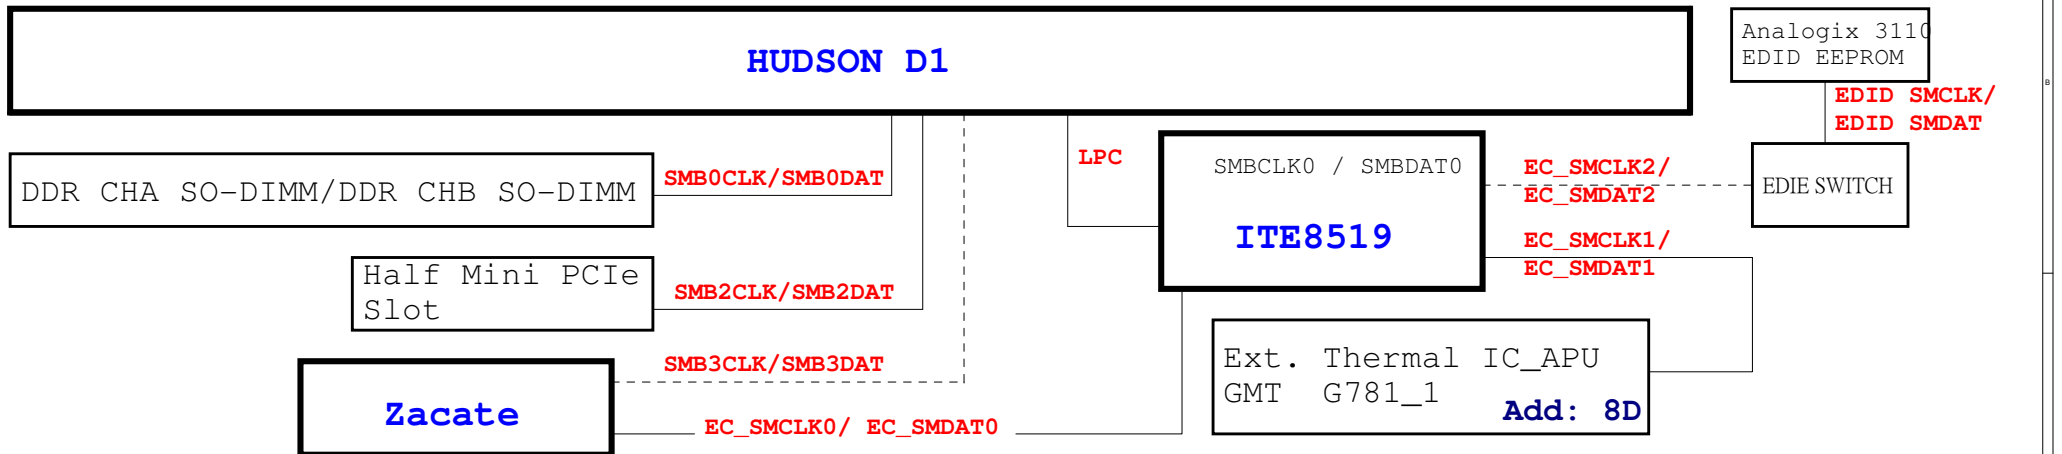 HUDSON D1
Analogix 3110
EDID EEPROM
B
EDID SMCLK/
EDID SMDAT
DDR CHA SO-DIMM/DDR CHB SO-DIMM
SMB0CLK/SMB0DAT
LPC
SMBCLK0 / SMBDAT0
ITE8519
EC_SMCLK2/
EC_SMDAT2
EDIE SWITCH
EC_SMCLK1/
EC_SMDAT1
Half Mini PCIe
Slot
SMB2CLK/SMB2DAT
SMB3CLK/SMB3DAT
Zacate
EC_SMCLK0/ EC_SMDAT0
Ext. Thermal IC_APU
GMT G781_1
Add: 8D